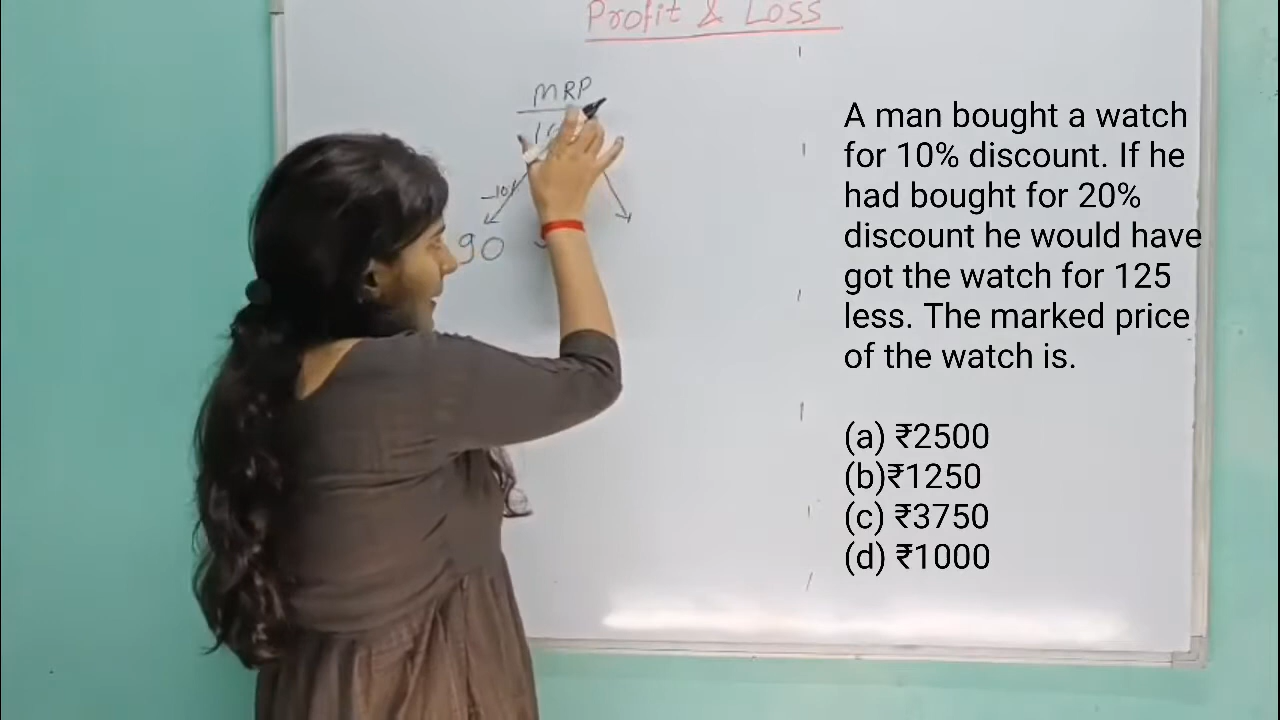 Profit & Loss
MRP
-10%
90
A man bought a watch
for 10% discount. If he
had bought for 20%
discount he would have
got the watch for 125
less. The marked price
of the watch is.
(a) ₹2500
(b)₹1250
(c) ₹3750
(d) ₹1000